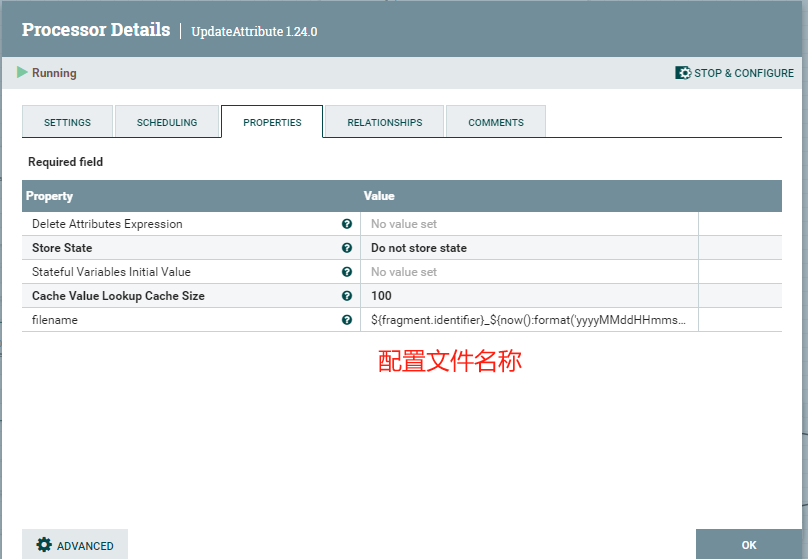 Processor Details | UpdateAttribute 1.24.0
Running
STOP & CONFIGURE
SETTINGS SCHEDULING PROPERTIES RELATIONSHIPS COMMENTS
Required field
Property Value
Delete Attributes Expression ? No value set
Store State ? Do not store state
Stateful Variables Initial Value ? No value set
Cache Value Lookup Cache Size ? 100
filename ? ${fragment.identifier}_${now():format('yyyyMMddHHmms...
配置文件名称
ADVANCED
OK